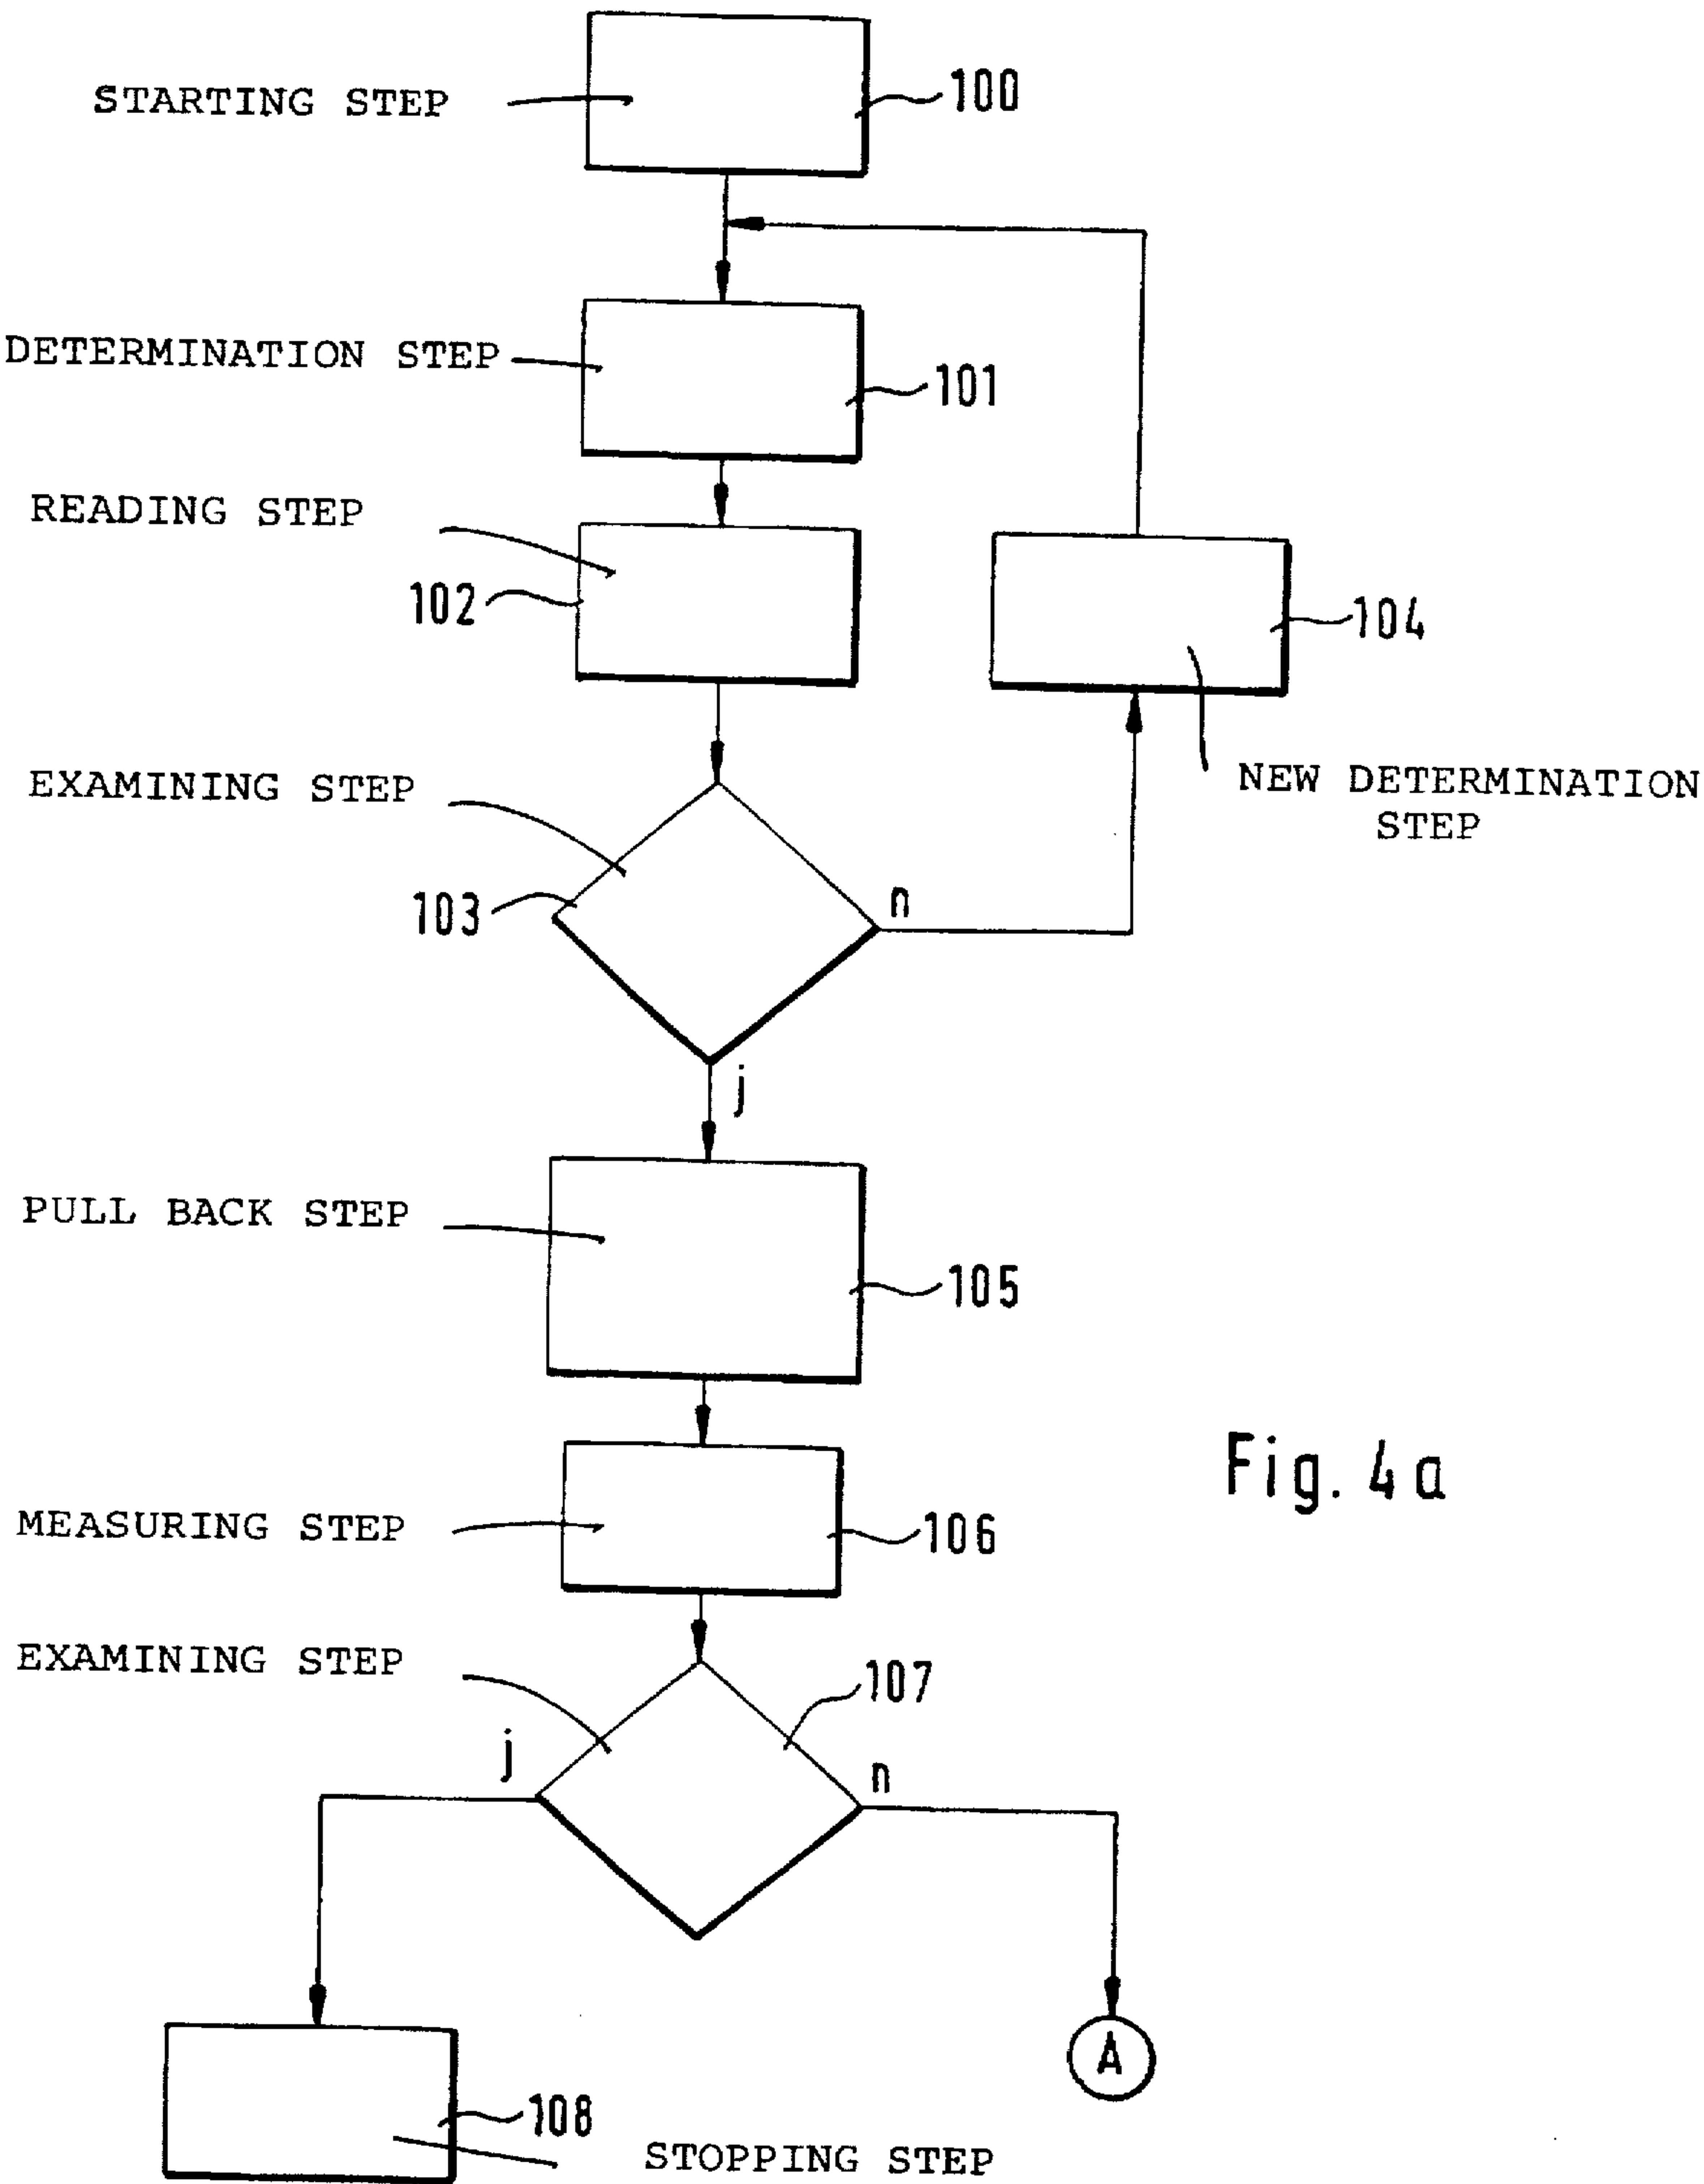 STARTING STEP
100
DETERMINATION STEP
101
READING STEP
102
104
NEW DETERMINATION
STEP
EXAMINING STEP
103
n
j
PULL BACK STEP
105
Fig. 4a
MEASURING STEP
106
EXAMINING STEP
107
j
n
A
108
STOPPING STEP